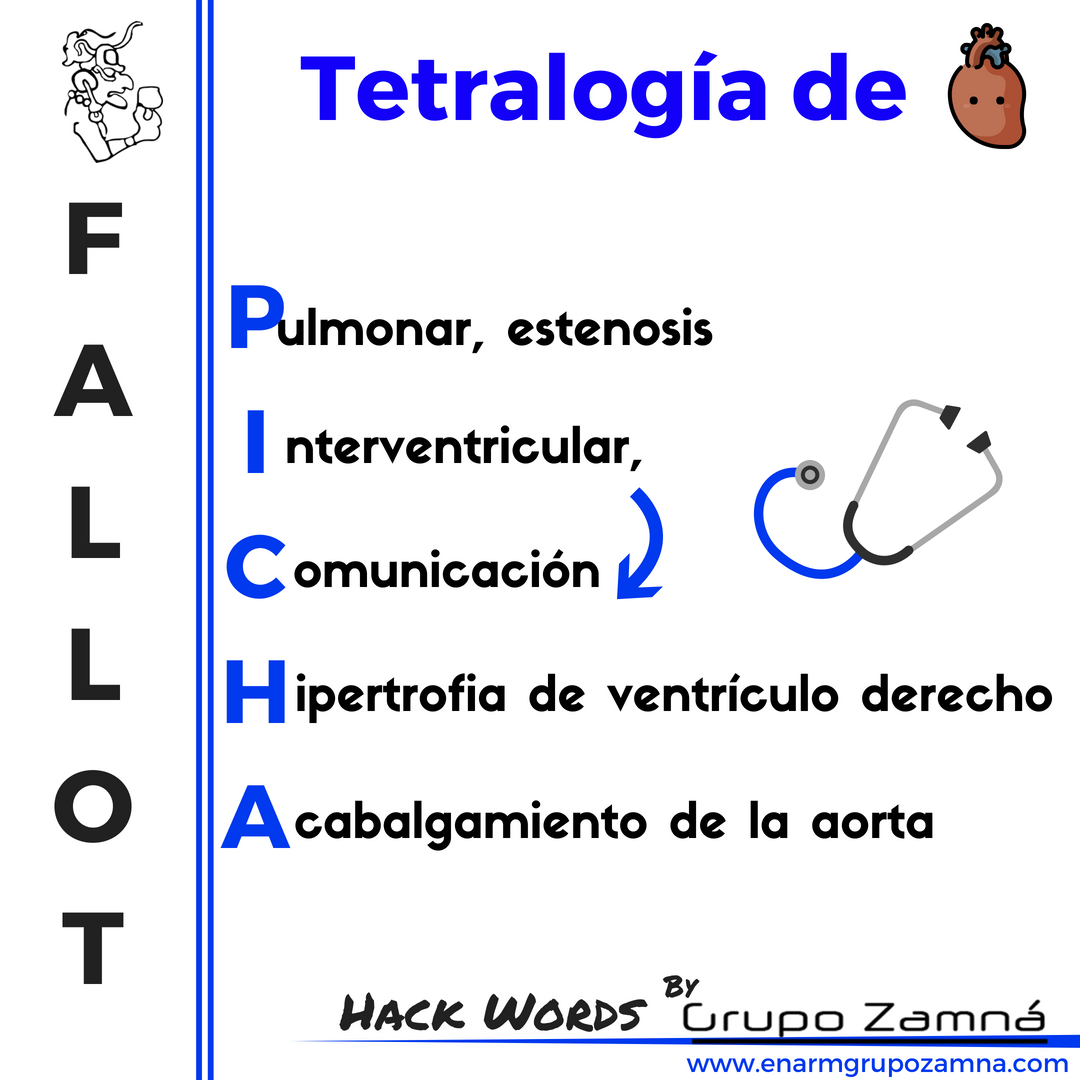 Tetralogía de
FALLOT
Pulmonar, estenosis
Interventricular,
Comunicación
Hipertrofia de ventrículo derecho
Acabalgamiento de la aorta
Hack Words By Grupo Zamná
www.enarmgrupozamna.com